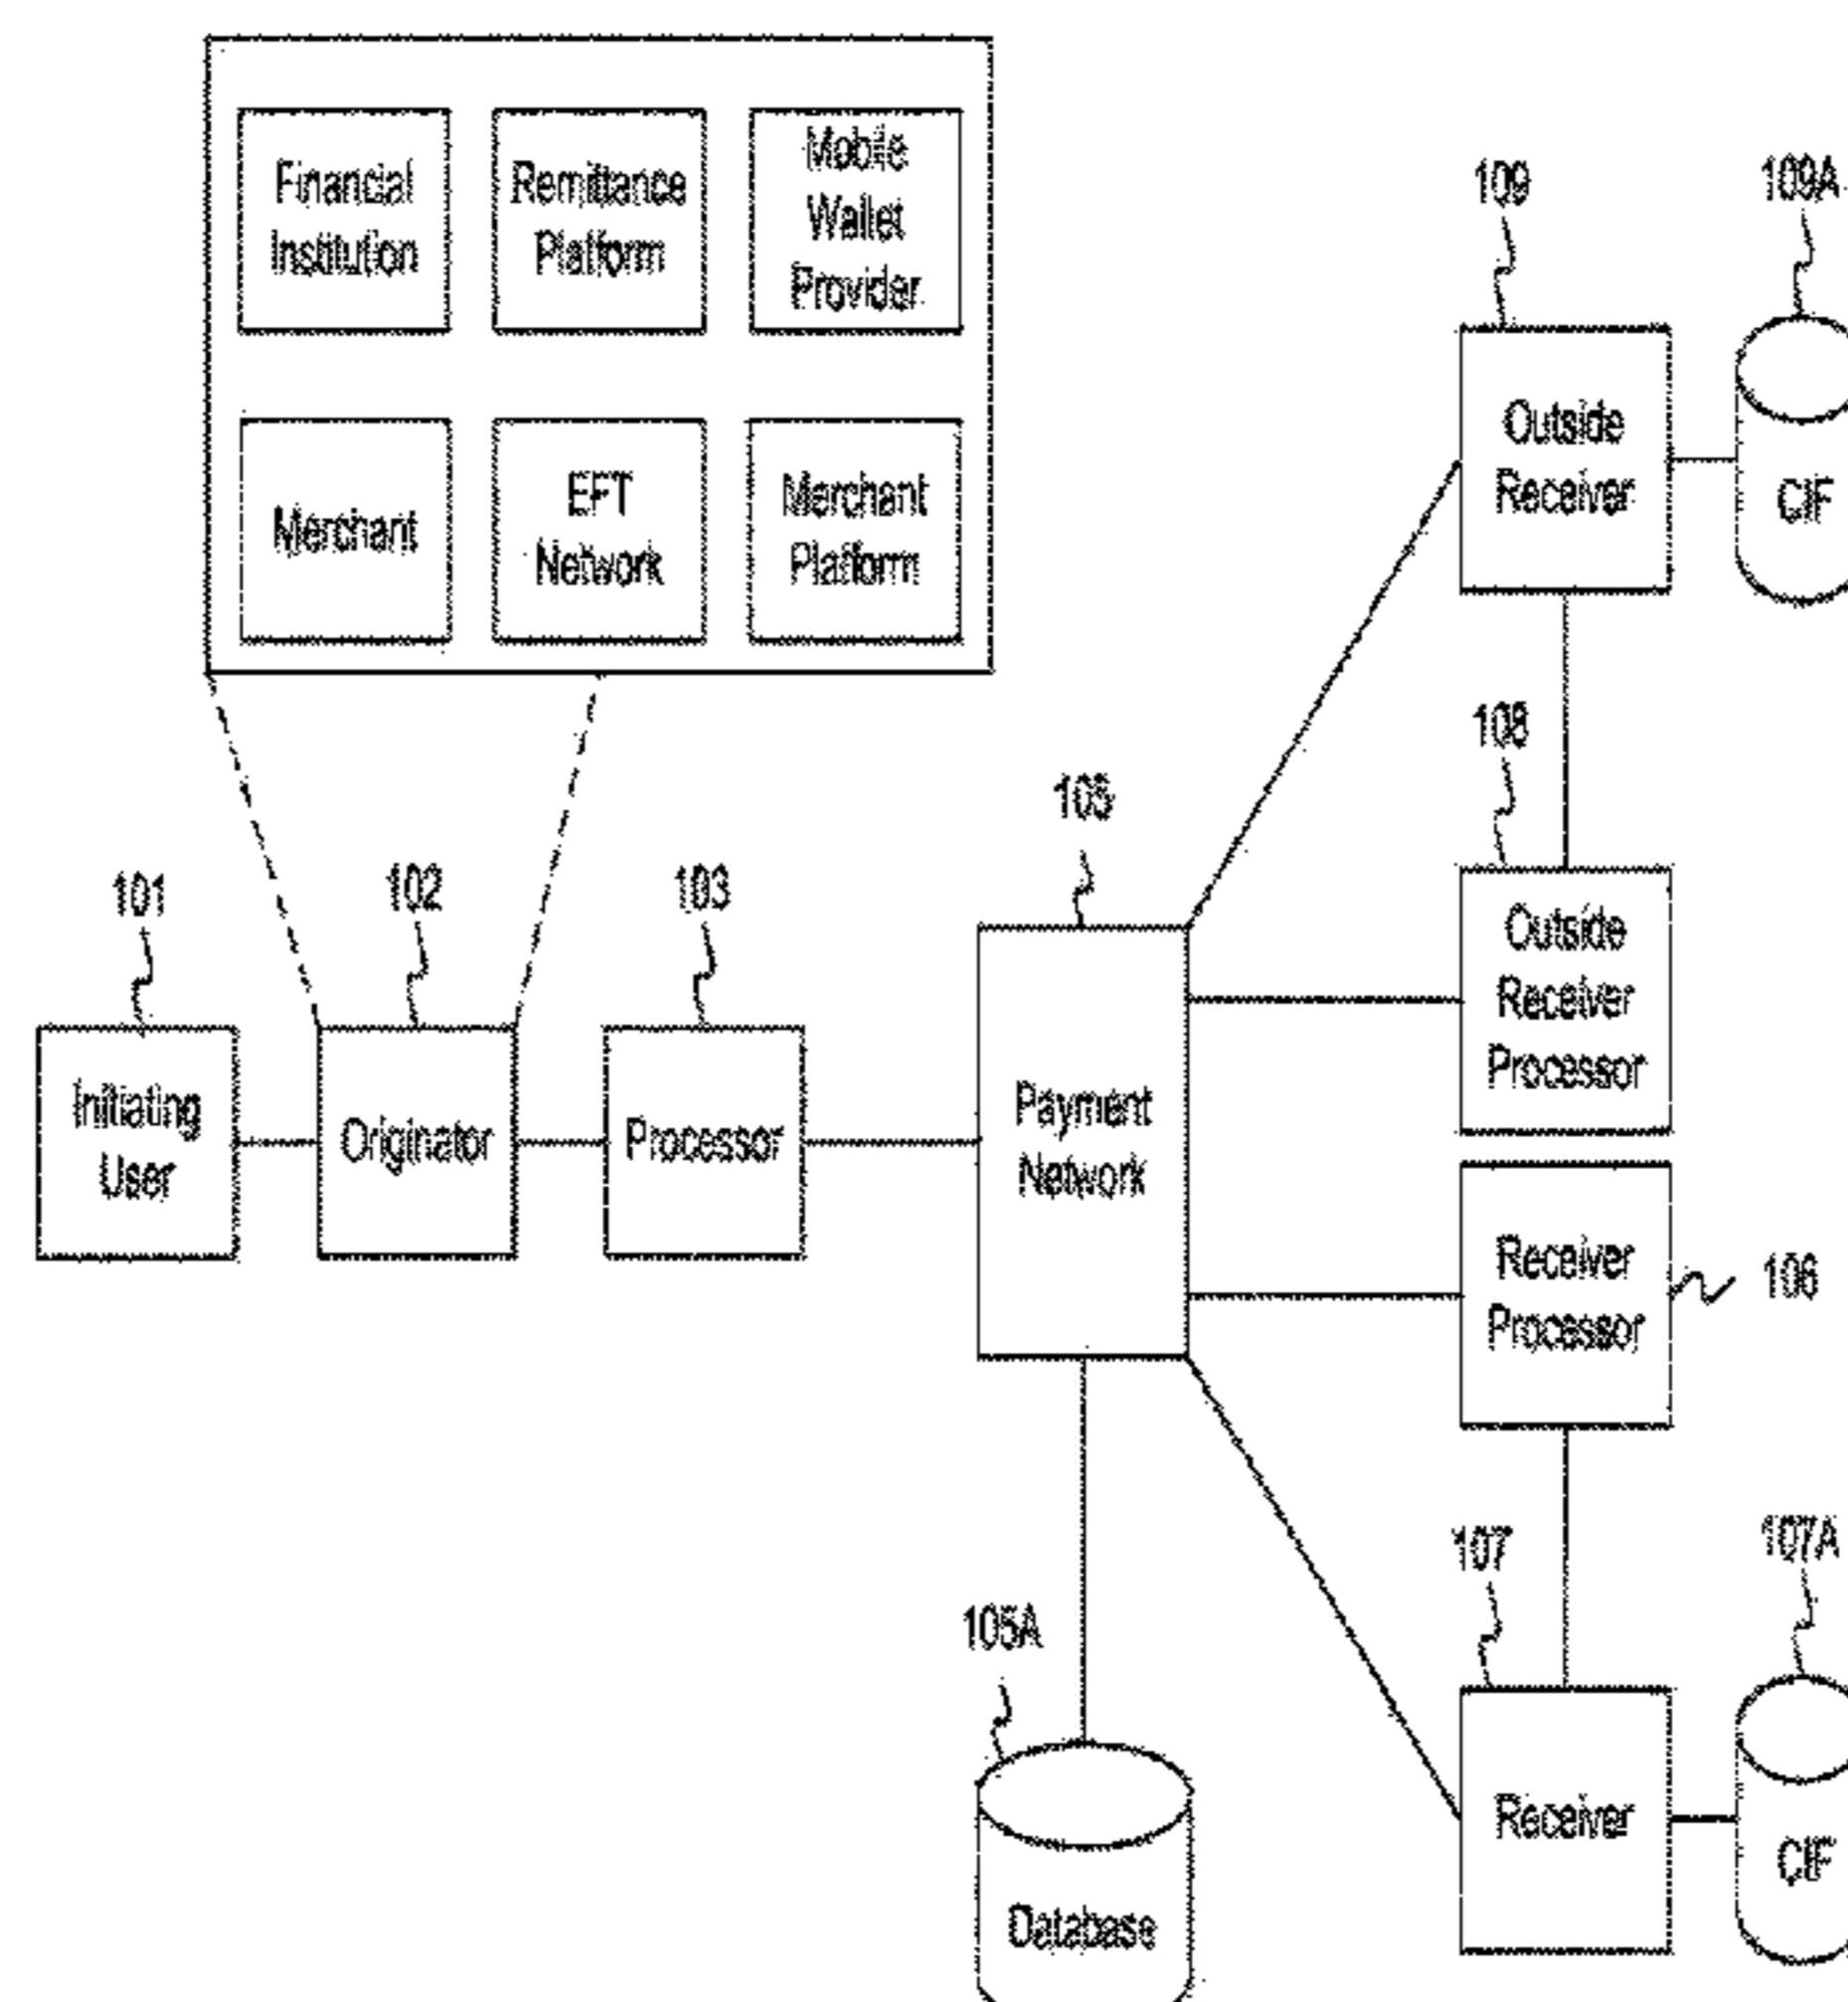 Financial
Institution
Remittance
Platform
Mobile
Wallet
Provider
Merchant
EFT
Network
Merchant
Platform
109
109A
Outside
Receiver
CIF
108
105
101
102
103
Outside
Receiver
Processor
Initiating
User
Originator
Processor
Payment
Network
Receiver
Processor
106
107
107A
105A
Receiver
CIF
Database